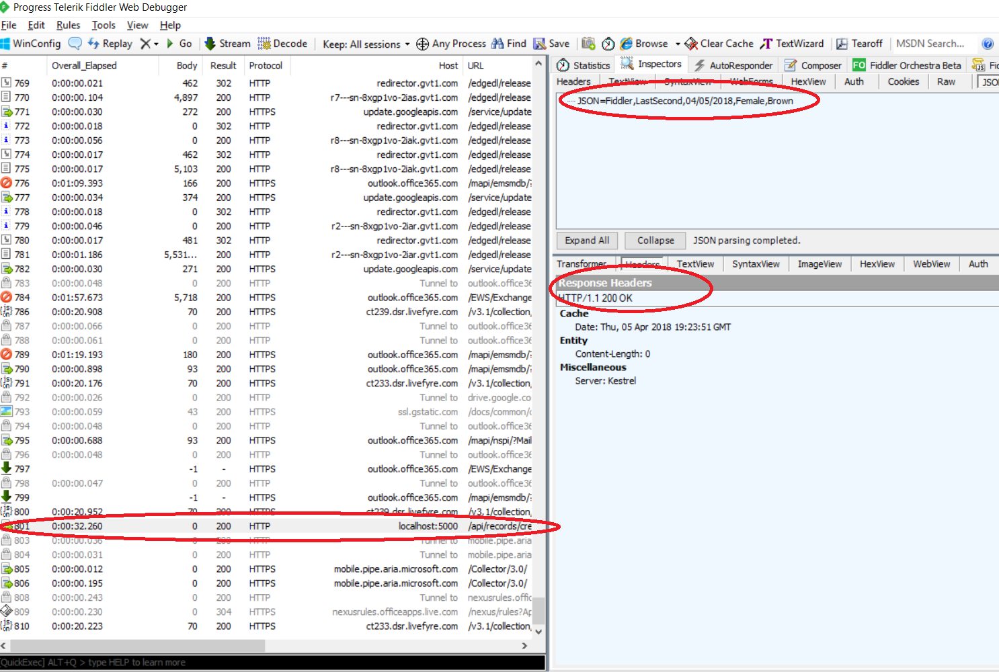 Progress Telerik Fiddler Web Debugger
File Edit Rules Tools View Help
WinConfig Replay Go Stream Decode Keep: All sessions Any Process Find Save Browse Clear Cache TextWizard Tearoff MSDN Search...
# Overall_Elapsed Body Result Protocol Host URL
769 0:00:00.021 462 302 HTTP redirector.gvt1.com /edgedl/release
770 0:00:00.104 4,897 200 HTTP r7---sn-8xgp1vo-2ias.gvt1.com /edgedl/release
771 0:00:00.030 272 200 HTTPS update.googleapis.com /service/update
772 0:00:00.018 0 302 HTTP redirector.gvt1.com /edgedl/release
773 0:00:00.056 0 200 HTTP r8---sn-8xgp1vo-2iak.gvt1.com /edgedl/release
774 0:00:00.017 462 302 HTTP redirector.gvt1.com /edgedl/release
775 0:00:00.017 5,103 200 HTTP r8---sn-8xgp1vo-2iak.gvt1.com /edgedl/release
776 0:01:09.393 166 200 HTTPS outlook.office365.com /mapi/emsmdb/?
777 0:00:00.034 374 200 HTTPS update.googleapis.com /service/update
778 0:00:00.018 0 302 HTTP redirector.gvt1.com /edgedl/release
779 0:00:00.046 0 200 HTTP r2---sn-8xgp1vo-2iar.gvt1.com /edgedl/release
780 0:00:00.017 481 302 HTTP redirector.gvt1.com /edgedl/release
781 0:00:01.186 5,531... 200 HTTP r2---sn-8xgp1vo-2iar.gvt1.com /edgedl/release
782 0:00:00.030 271 200 HTTPS update.googleapis.com /service/update
783 0:00:00.048 0 200 HTTP Tunnel to outlook.office36
784 0:01:57.673 5,718 200 HTTPS outlook.office365.com /EWS/Exchange
786 0:00:20.908 70 200 HTTPS ct239.dsr.livefyre.com /v3.1/collection,
787 0:00:00.066 0 200 HTTP Tunnel to outlook.office36
788 0:00:00.061 0 200 HTTP Tunnel to outlook.office36
789 0:01:19.193 180 200 HTTPS outlook.office365.com /mapi/emsmdb/?
790 0:00:00.898 93 200 HTTPS outlook.office365.com /mapi/emsmdb/?
791 0:00:20.176 70 200 HTTPS ct233.dsr.livefyre.com /v3.1/collection,
792 0:00:00.026 0 200 HTTP Tunnel to drive.google.co
793 0:00:00.059 43 200 HTTPS ssl.gstatic.com /docs/common/c
794 0:00:00.048 0 200 HTTP Tunnel to outlook.office36
795 0:00:00.688 93 200 HTTPS outlook.office365.com /mapi/nspi/?Mail
796 0:00:00.048 0 200 HTTP Tunnel to outlook.office36
797 -1 - HTTPS outlook.office365.com /EWS/Exchange
798 0:00:00.047 0 200 HTTP Tunnel to outlook.office36
799 -1 - HTTPS outlook.office365.com /mapi/emsmdb/?
800 0:00:20.952 70 200 HTTPS ct239.dsr.livefyre.com /v3.1/collection,
801 0:00:32.260 0 200 HTTP localhost:5000 /api/records/cre
803 0:00:00.036 0 200 HTTP Tunnel to mobile.pipe.aria
804 0:00:00.031 0 200 HTTP Tunnel to mobile.pipe.aria
805 0:00:00.012 0 200 HTTPS mobile.pipe.aria.microsoft.com /Collector/3.0/
806 0:00:00.195 0 200 HTTPS mobile.pipe.aria.microsoft.com /Collector/3.0/
808 0:00:00.243 0 200 HTTP Tunnel to nexusrules.offic
809 0:00:00.230 0 304 HTTPS nexusrules.officeapps.live.com /nexus/rules?Ap
810 0:00:20.223 70 200 HTTPS ct233.dsr.livefyre.com /v3.1/collection,
[QuickExec] ALT+Q > type HELP to learn more
Statistics Inspectors AutoResponder Composer FO Fiddler Orchestra Beta
Headers TextView SyntaxView WebForms HexView Auth Cookies Raw
JSON=Fiddler,LastSecond,04/05/2018,Female,Brown
Expand All Collapse JSON parsing completed.
Transformer Headers TextView SyntaxView ImageView HexView WebView Auth
Response Headers
HTTP/1.1 200 OK
Cache
Date: Thu, 05 Apr 2018 19:23:51 GMT
Entity
Content-Length: 0
Miscellaneous
Server: Kestrel